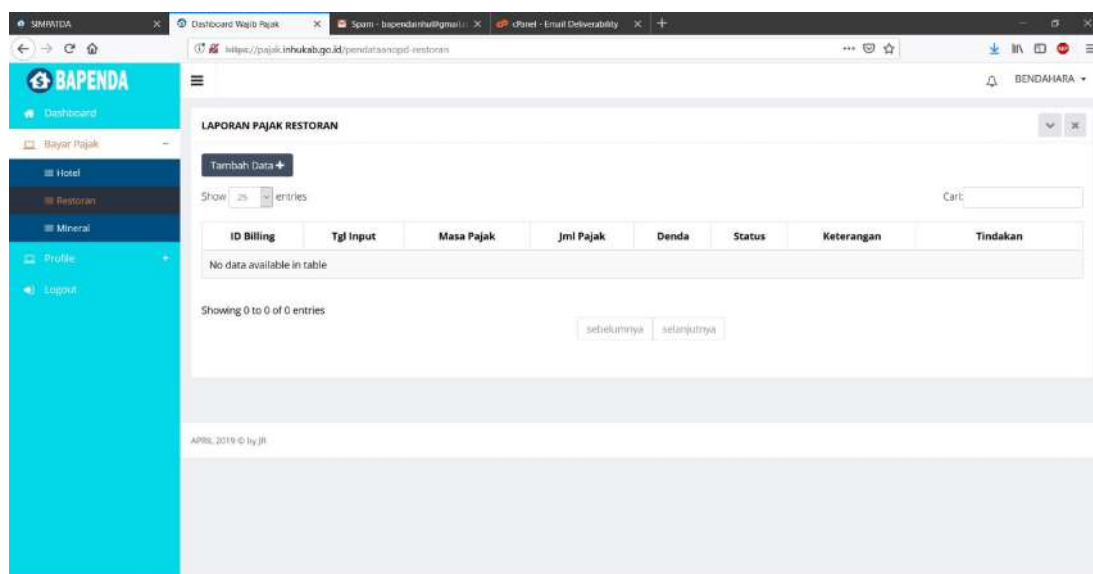 SIMPATDA
Dashboard Wajib Pajak
Spam - bapendainhu@gmail.c
cPanel - Email Deliverability
https://pajak.inhukab.go.id/pendataanopd-restoran
BAPENDA
BENDAHARA
Dashboard
LAPORAN PAJAK RESTORAN
Bayar Pajak
Tambah Data
Hotel
Show 25 entries
Cari:
Restoran
Mineral
ID Billing Tgl Input Masa Pajak Jml Pajak Denda Status Keterangan Tindakan
Profile
No data available in table
Logout
Showing 0 to 0 of 0 entries
sebelumnya selanjutnya
APRIL 2019 © by JR